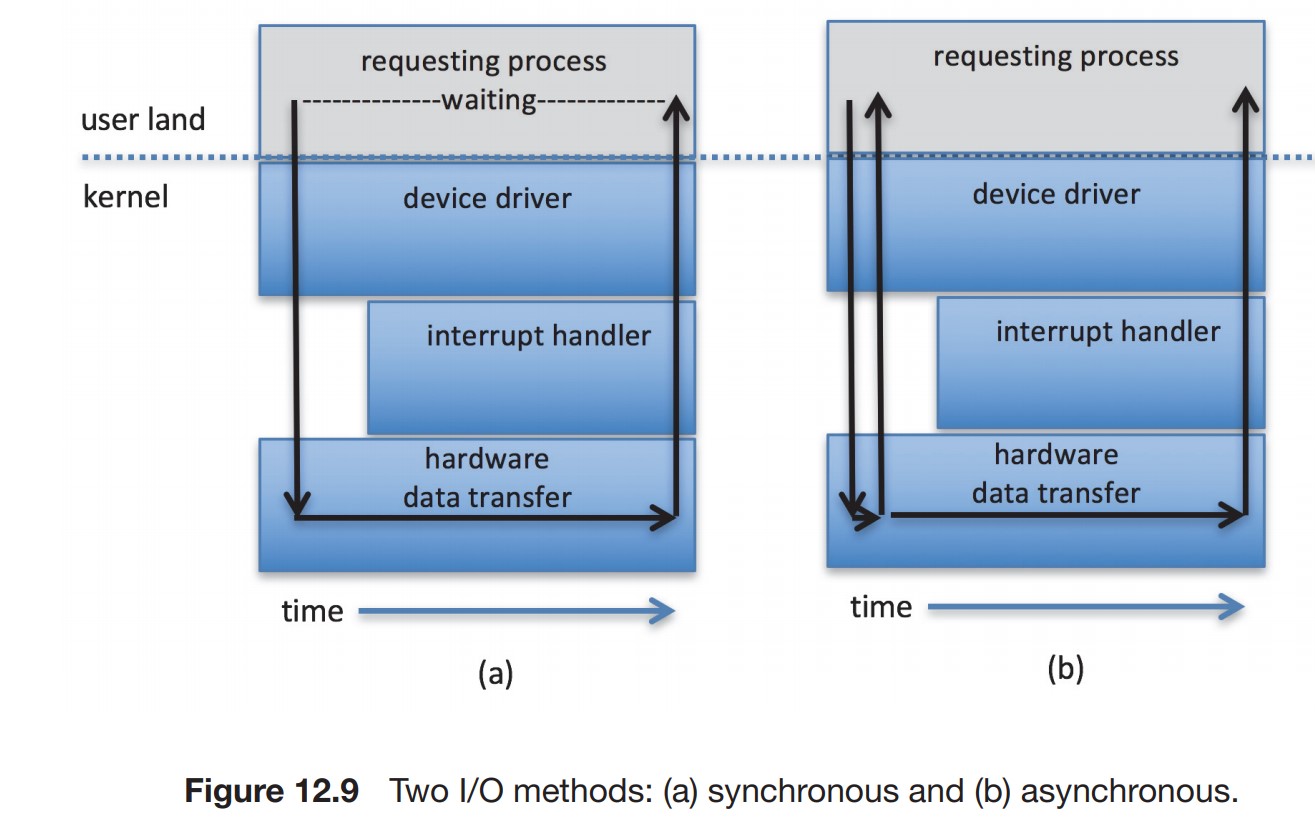 requesting process
waiting
user land
kernel
device driver
interrupt handler
hardware
data transfer
time
(a)
requesting process
device driver
interrupt handler
hardware
data transfer
time
(b)
Figure 12.9 Two I/O methods: (a) synchronous and (b) asynchronous.